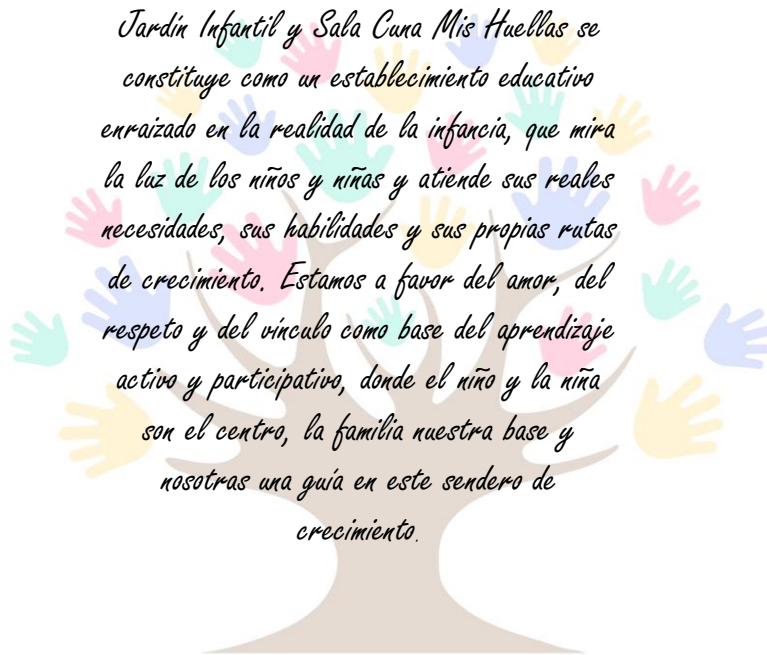 Jardín Infantil y Sala Cuna Mis Huellas se
constituye como un establecimiento educativo
enraizado en la realidad de la infancia, que mira
la luz de los niños y niñas y atiende sus reales
necesidades, sus habilidades y sus propias rutas
de crecimiento. Estamos a favor del amor, del
respeto y del vínculo como base del aprendizaje
activo y participativo, donde el niño y la niña
son el centro, la familia nuestra base y
nosotras una guía en este sendero de
crecimiento.